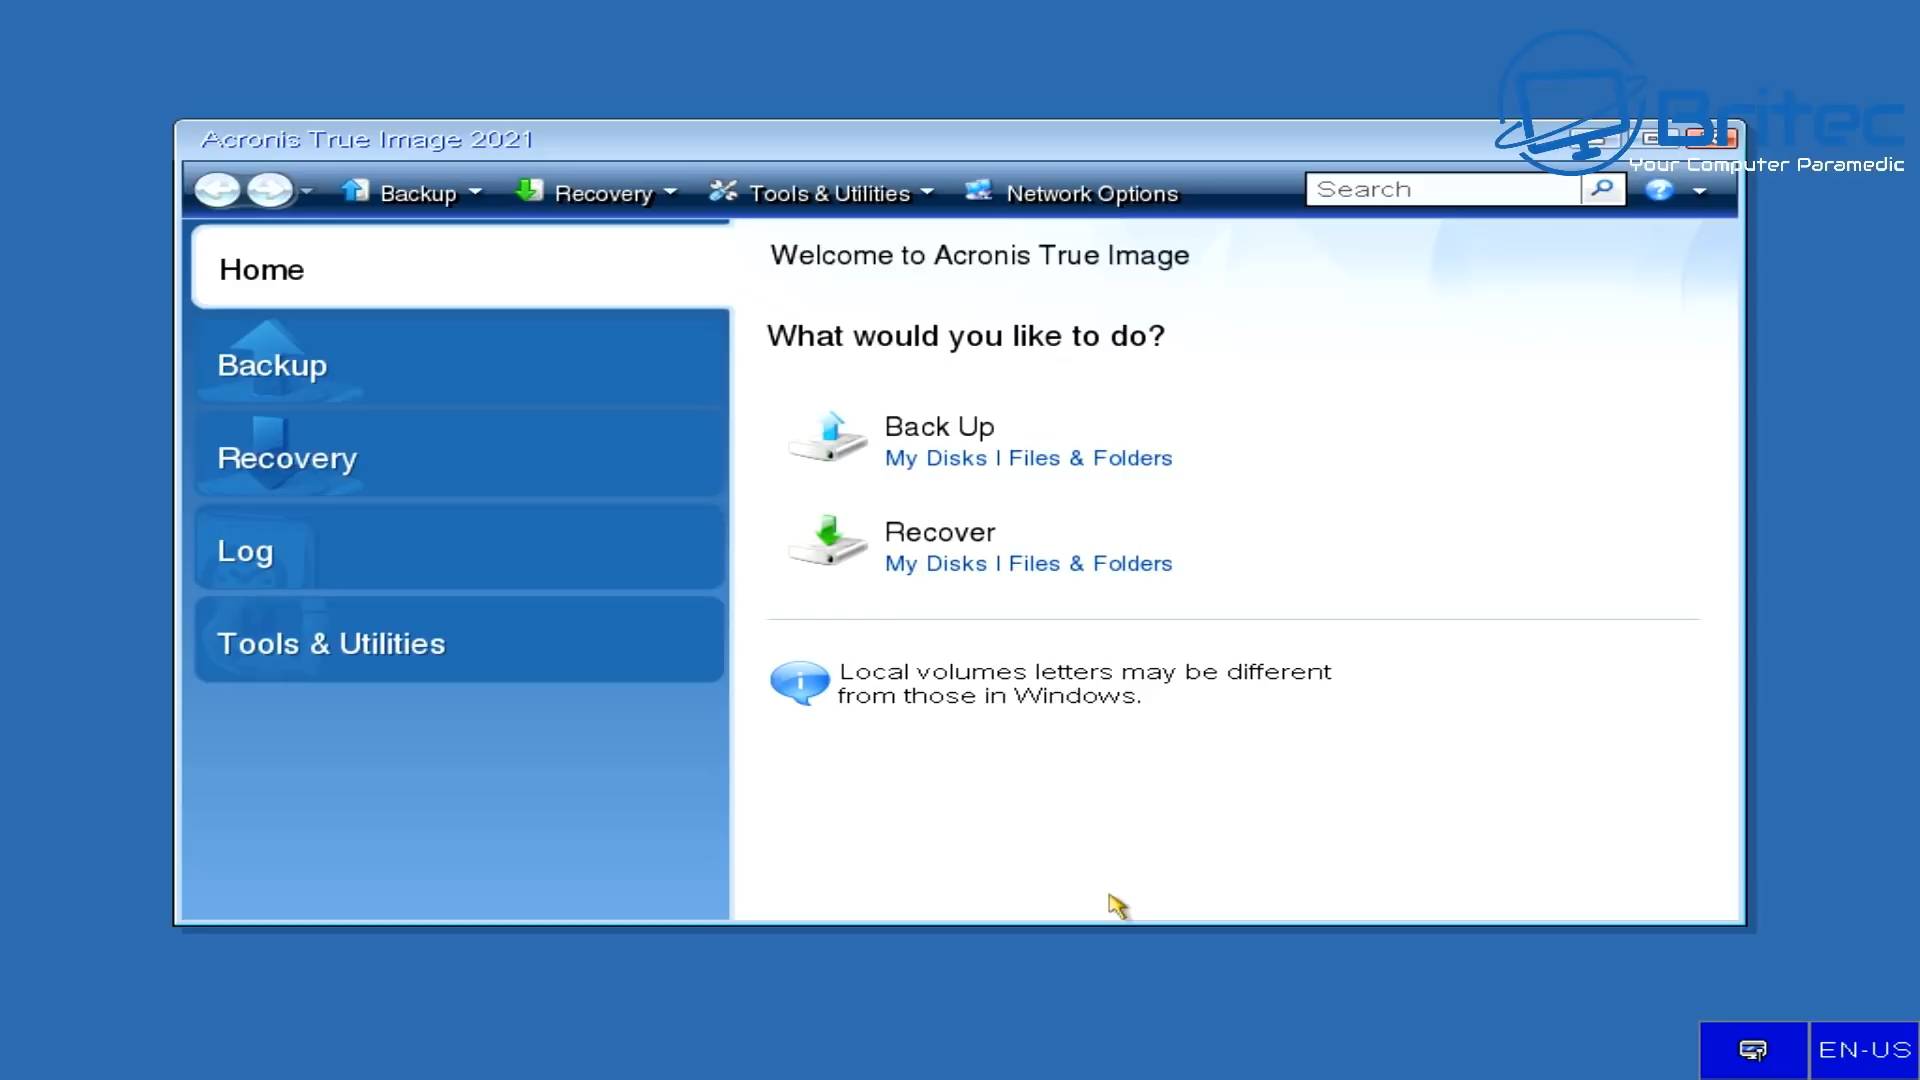 Britec
Your Computer Paramedic
Acronis True Image 2021
Backup Recovery Tools & Utilities Network Options Search
Home
Backup
Recovery
Log
Tools & Utilities
Welcome to Acronis True Image
What would you like to do?
Back Up
My Disks | Files & Folders
Recover
My Disks | Files & Folders
Local volumes letters may be different
from those in Windows.
EN-US